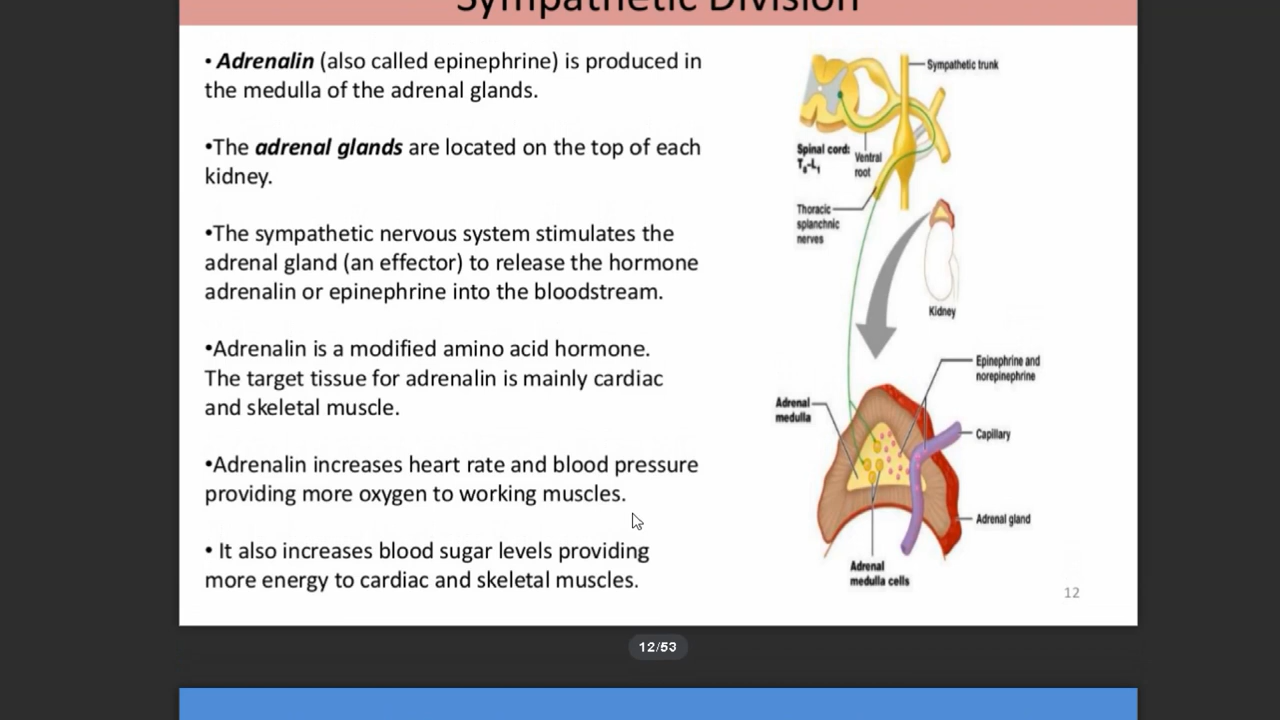 Sympathetic Division
• Adrenalin (also called epinephrine) is produced in
the medulla of the adrenal glands.
•The adrenal glands are located on the top of each
kidney.
•The sympathetic nervous system stimulates the
adrenal gland (an effector) to release the hormone
adrenalin or epinephrine into the bloodstream.
•Adrenalin is a modified amino acid hormone.
The target tissue for adrenalin is mainly cardiac
and skeletal muscle.
•Adrenalin increases heart rate and blood pressure
providing more oxygen to working muscles.
• It also increases blood sugar levels providing
more energy to cardiac and skeletal muscles.
Sympathetic trunk
Spinal cord:
T₈-L₁
Ventral
root
Thoracic
splanchnic
nerves
Kidney
Epinephrine and
norepinephrine
Adrenal
medulla
Capillary
Adrenal gland
Adrenal
medulla cells
12
12/53